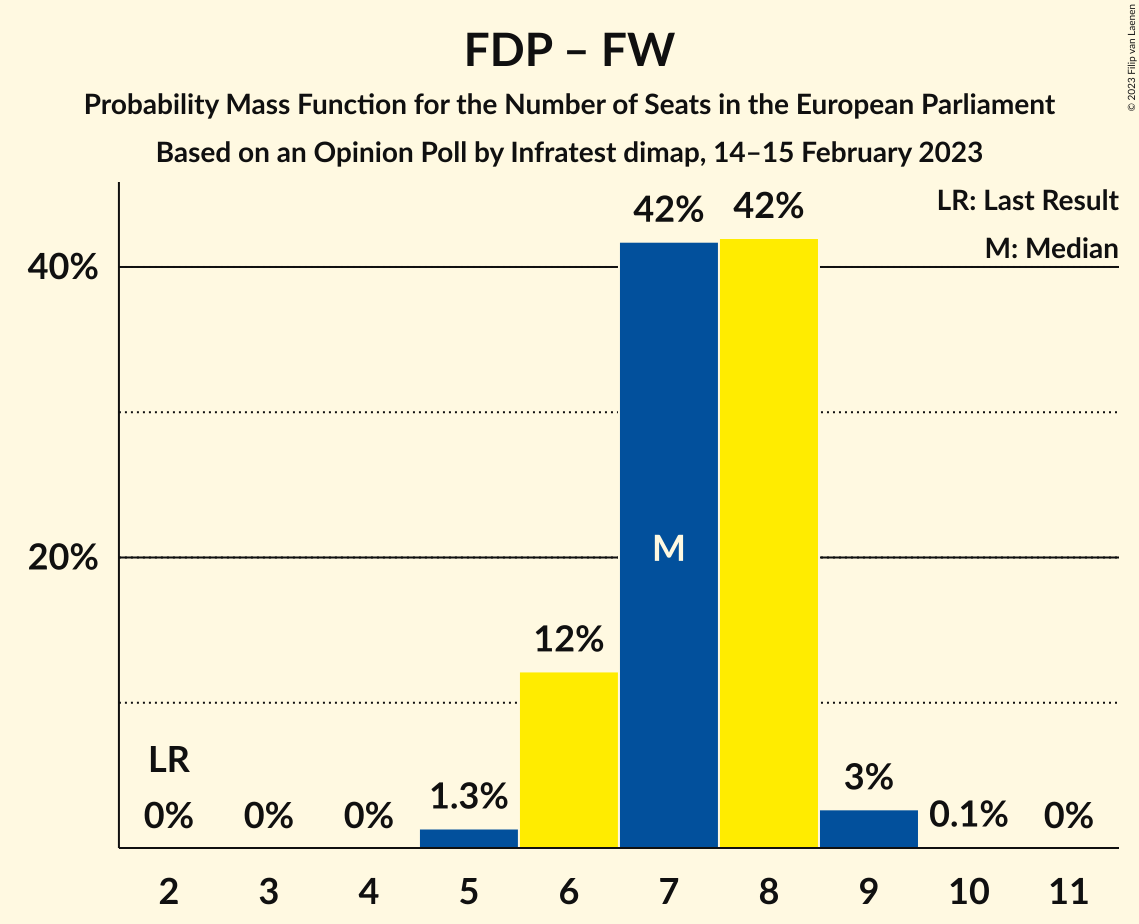 FDP – FW
Probability Mass Function for the Number of Seats in the European Parliament
Based on an Opinion Poll by Infratest dimap, 14–15 February 2023
© 2023 Filip van Laenen
LR: Last Result
M: Median
42% 42%
40%
20%
M
12%
LR
0% 0% 0% 1.3% 3% 0.1% 0%
2 3 4 5 6 7 8 9 10 11